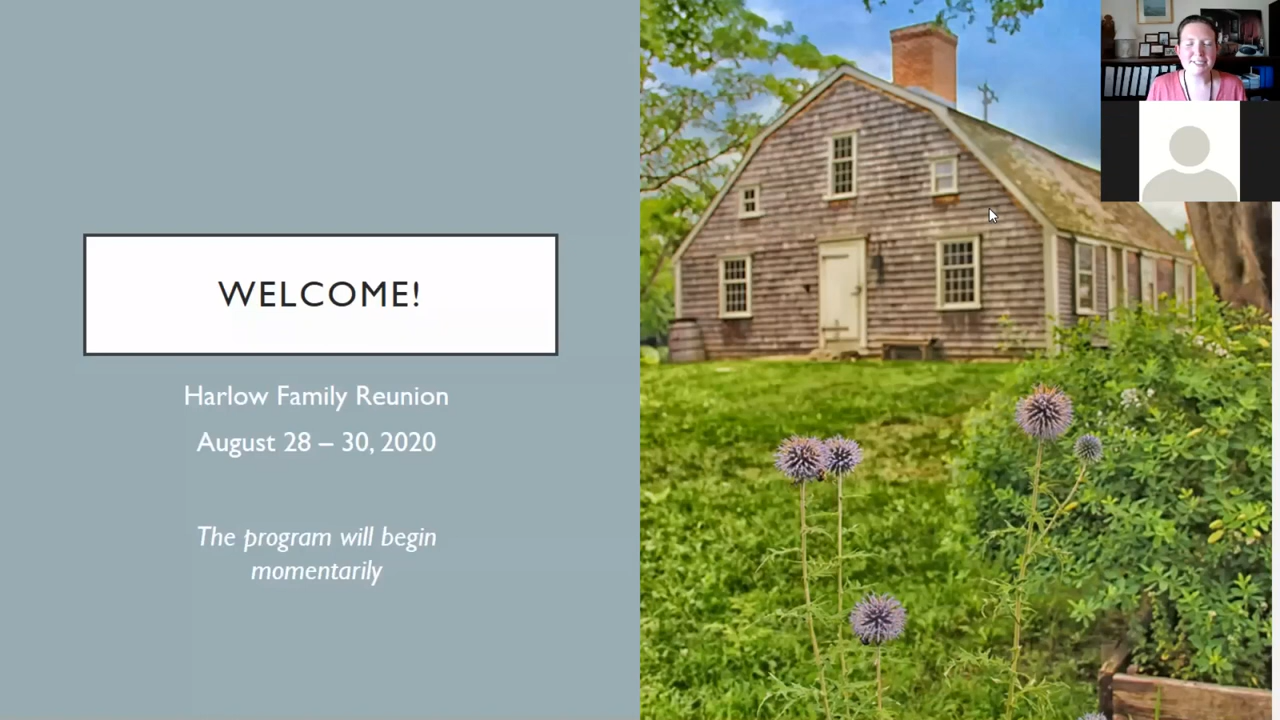 WELCOME!
Harlow Family Reunion
August 28 – 30, 2020
The program will begin
momentarily